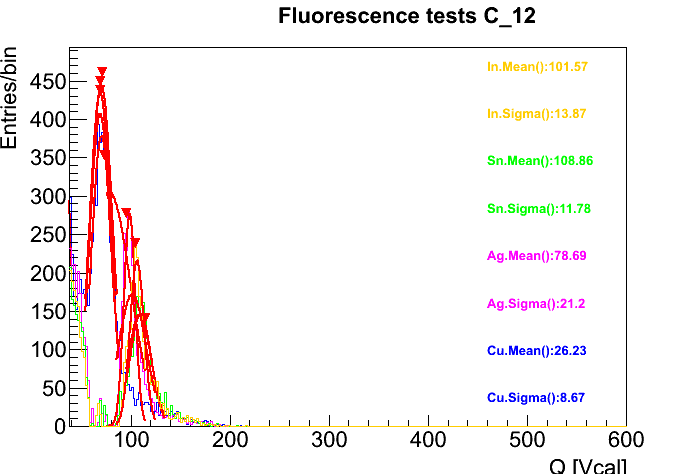 Fluorescence tests C_12
Entries/bin
450
400
350
300
250
200
150
100
50
0
100
200
300
400
500
600
Q [Vcal]
In.Mean():101.57
In.Sigma():13.87
Sn.Mean():108.86
Sn.Sigma():11.78
Ag.Mean():78.69
Ag.Sigma():21.2
Cu.Mean():26.23
Cu.Sigma():8.67